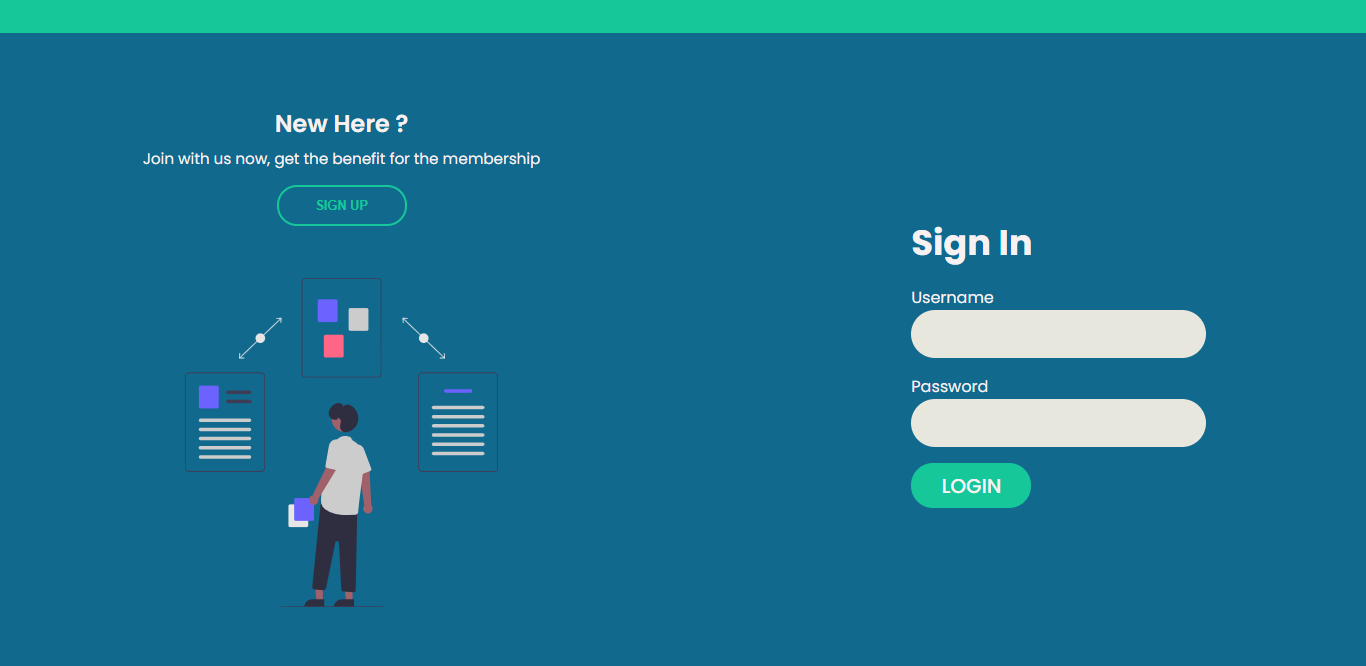 New Here ?
Join with us now, get the benefit for the membership
SIGN UP
Sign In
Username
Password
LOGIN